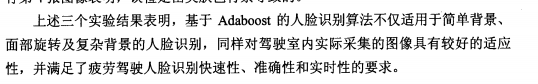 上述三个实验结果表明，基于 Adaboost 的人脸识别算法不仅适用于简单背景、
面部旋转及复杂背景的人脸识别，同样对驾驶室内实际采集的图像具有较好的适应
性，并满足了疲劳驾驶人脸识别快速性、准确性和实时性的要求。